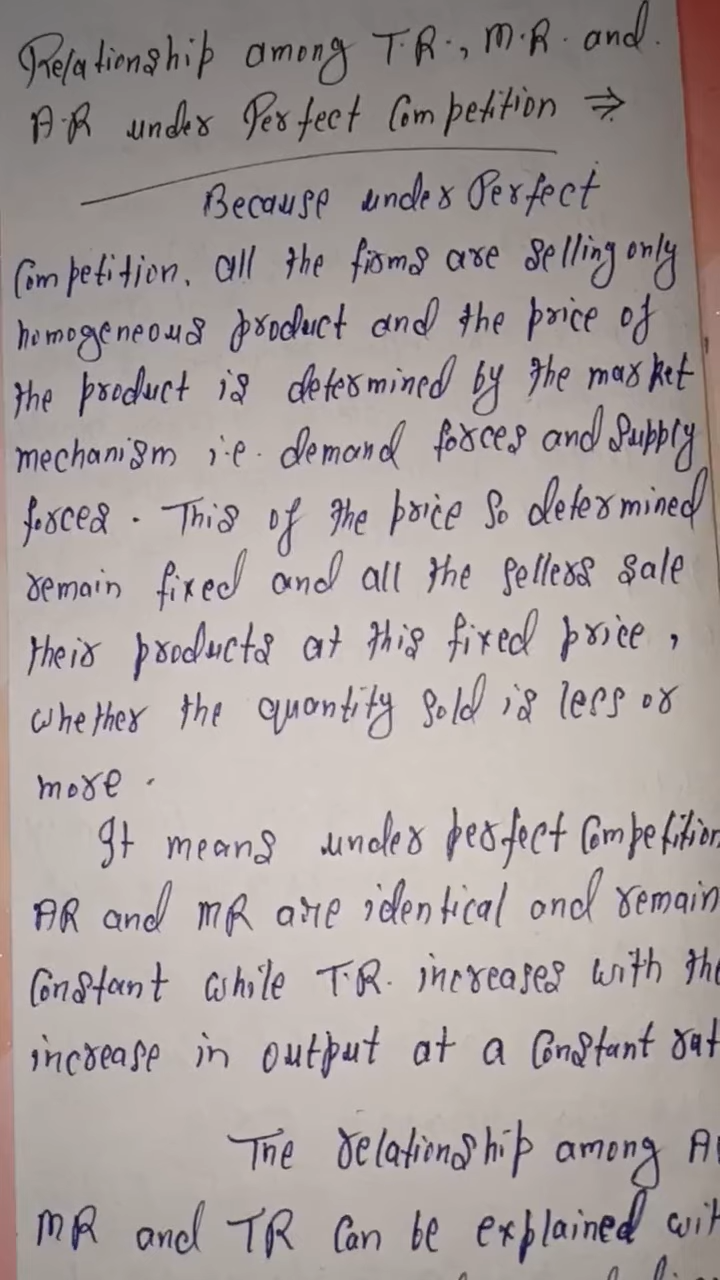 Relationship among T.R., M.R. and
A.R under Perfect Competition ⇒
Because under Perfect
Competition, all the firms are selling only
homogeneous product and the price of
the product is determined by the market
mechanism i.e. demand forces and supply
forces. This of the price so determined
remain fixed and all the sellers sale
their products at this fixed price,
whether the quantity sold is less or
more.
It means under perfect Competition
AR and MR are identical and remain
Constant while T.R. increases with the
increase in output at a Constant rat
The relationship among A
MR and TR Can be explained wit